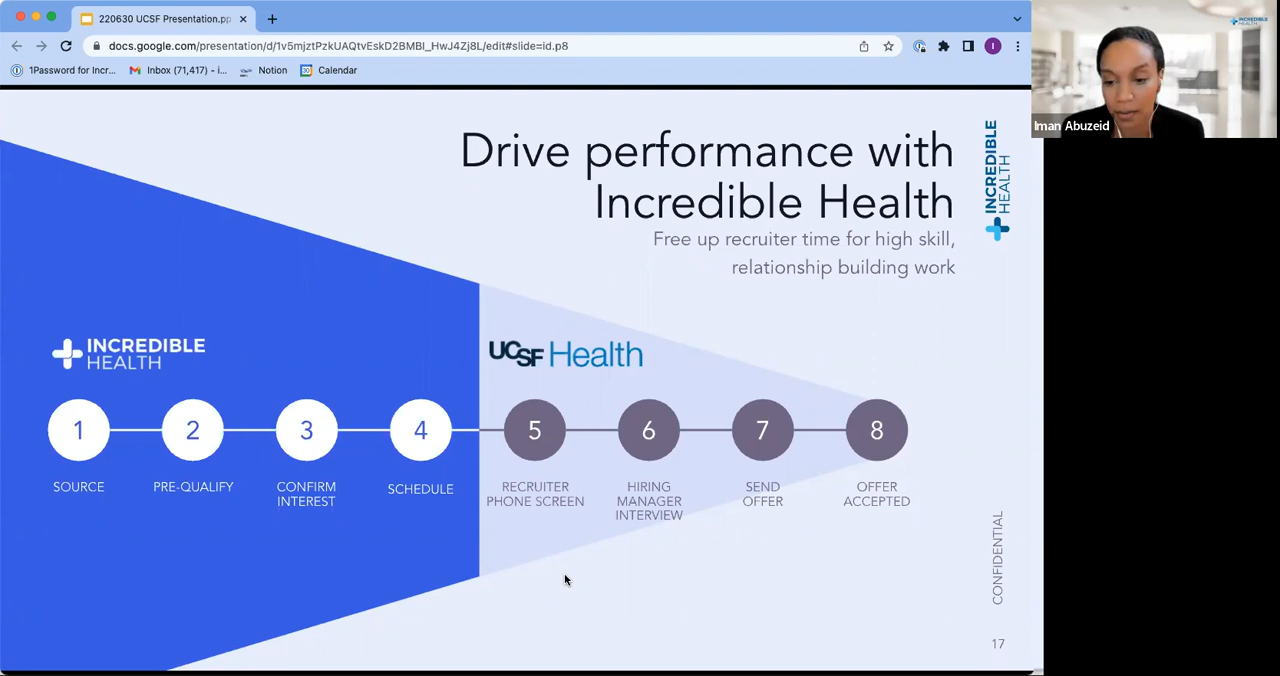 220630 UCSF Presentation.pp
docs.google.com/presentation/d/1v5mjztPzkUAQtvEskD2BMBI_HwJ4Zj8L/edit#slide=id.p8
I
1Password for Incr...
Inbox (71,417) - i...
Notion
Calendar
INCREDIBLE HEALTH
Iman Abuzeid
Drive performance with
Incredible Health
Free up recruiter time for high skill,
relationship building work
INCREDIBLE
HEALTH
INCREDIBLE
HEALTH
UCSF Health
1 2 3 4 5 6 7 8
SOURCE
PRE-QUALIFY
CONFIRM
INTEREST
SCHEDULE
RECRUITER
PHONE SCREEN
HIRING
MANAGER
INTERVIEW
SEND
OFFER
OFFER
ACCEPTED
CONFIDENTIAL
17